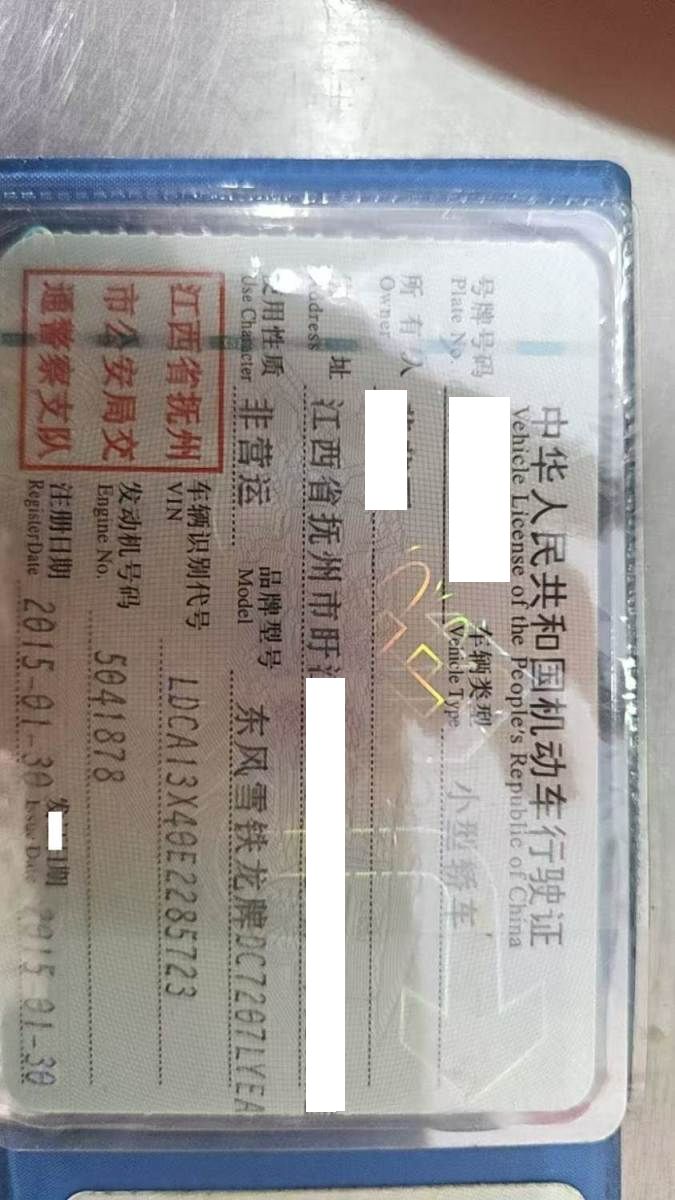 中华人民共和国机动车行驶证
Vehicle License of the People's Republic of China
号牌号码
Plate No.
车辆类型 小型轿车
Vehicle Type
所有人
Owner
址 江西省抚州市盱
Address
使用性质 非营运
Use Character
品牌型号 东风雪铁龙牌DC7207LYEA
Model
江西省抚州
市公安局交
通警察支队
车辆识别代号 LDCA13X40E2285723
VIN
发动机号码 5041878
Engine No.
注册日期 2015-01-30
Register Date
发 日期 2015-01-30
Issue Date